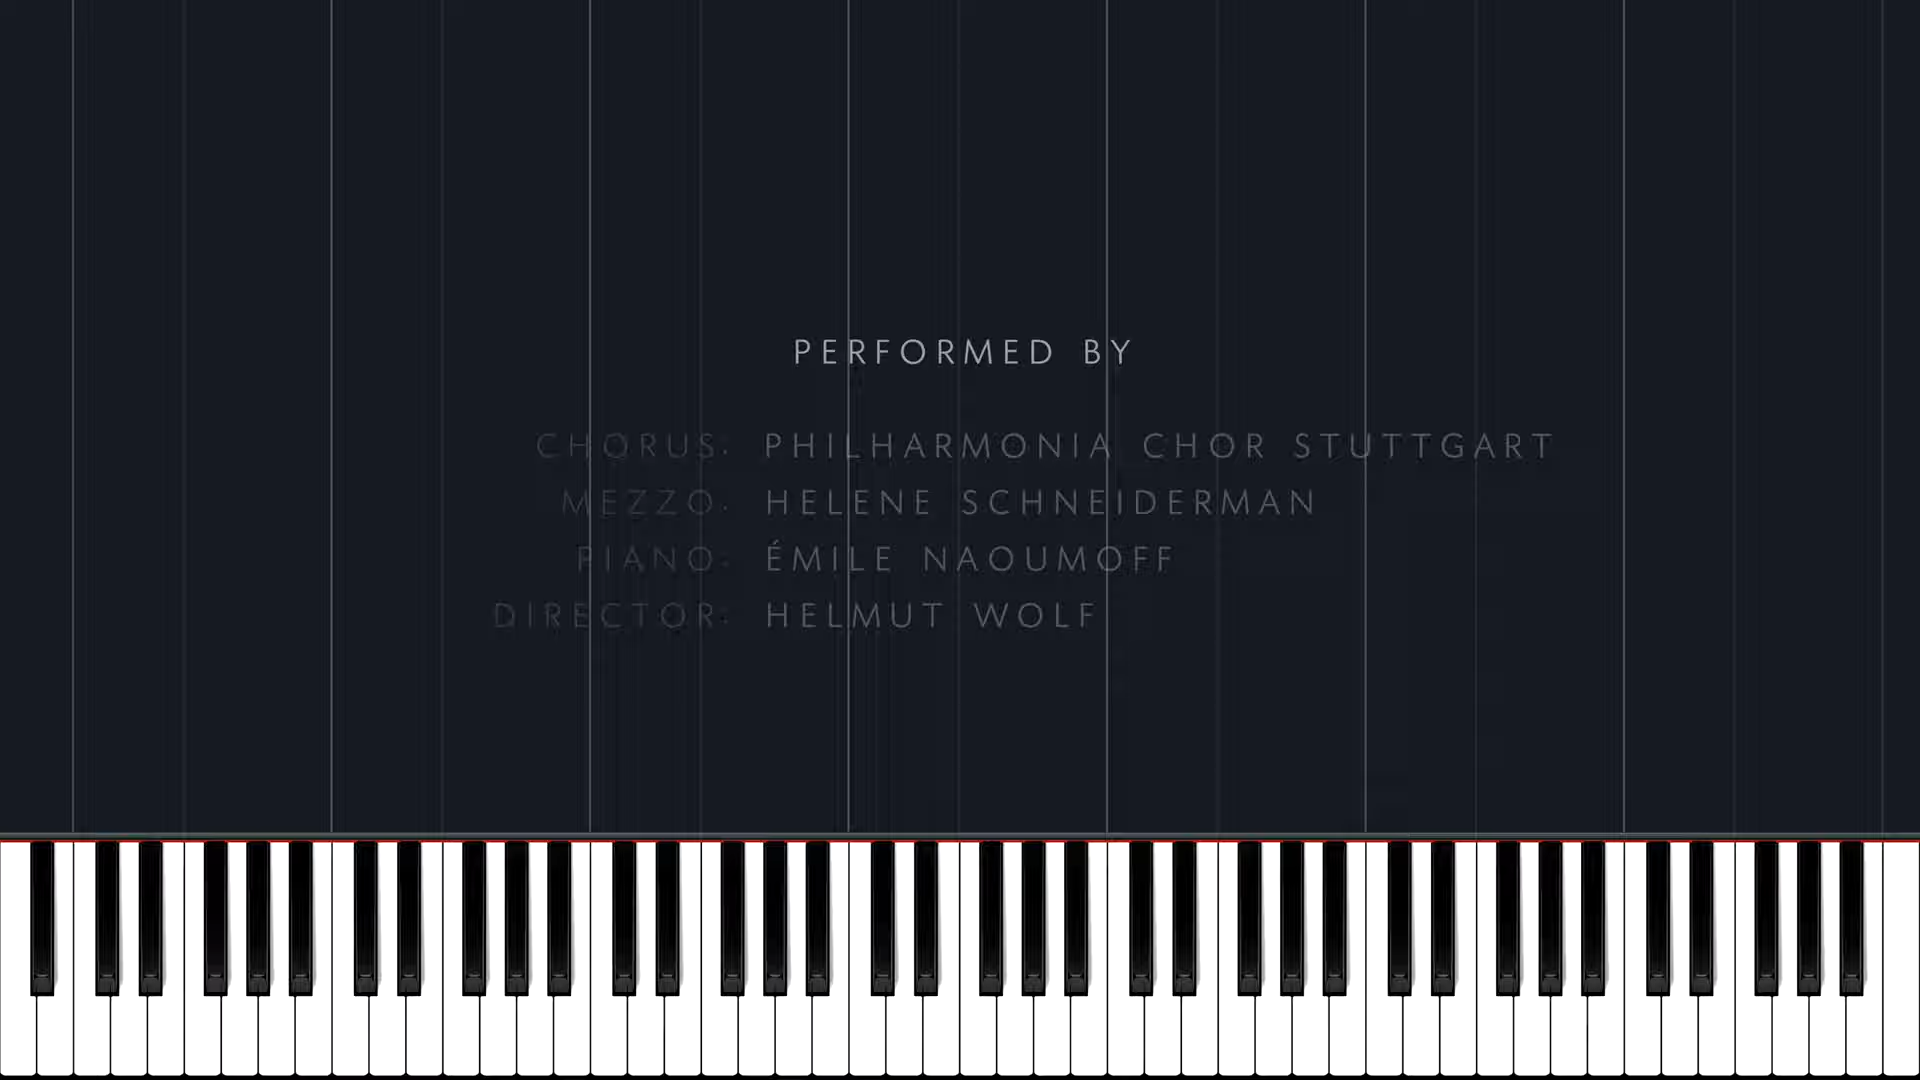 PERFORMED BY
CHORUS: PHILHARMONIA CHOR STUTTGART
MEZZO: HELENE SCHNEIDERMAN
PIANO: ÉMILE NAOUMOFF
DIRECTOR: HELMUT WOLF